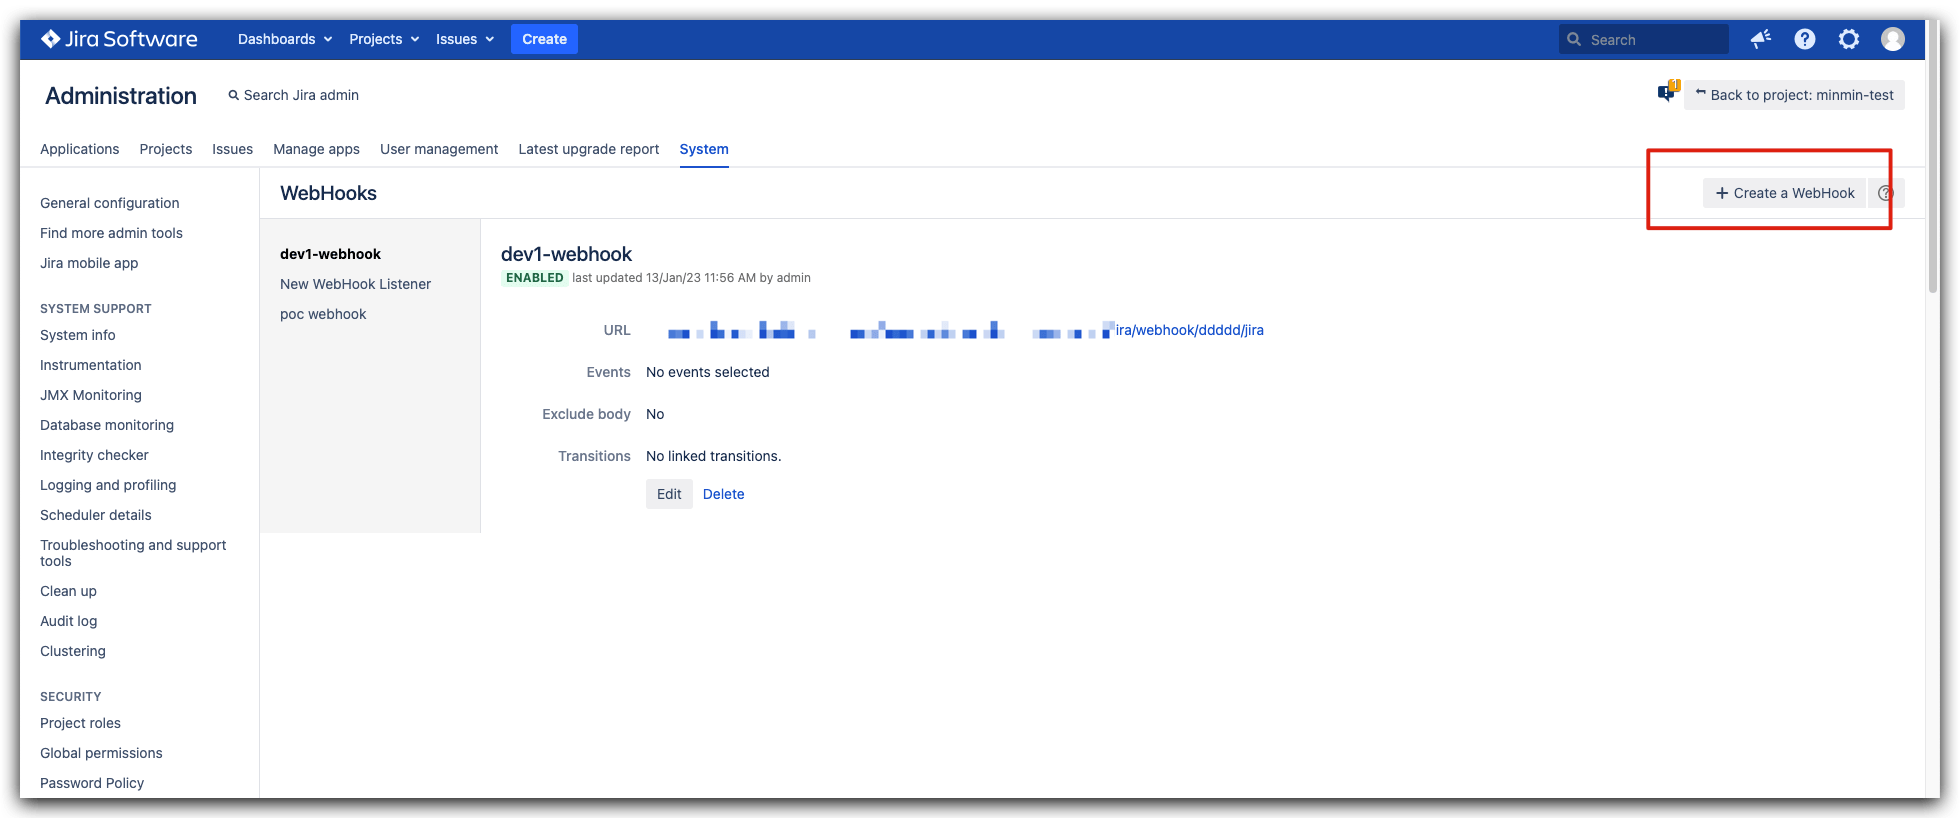 Jira Software Dashboards Projects Issues Create Search
Administration Search Jira admin 1 Back to project: minmin-test
Applications Projects Issues Manage apps User management Latest upgrade report System
General configuration
Find more admin tools
Jira mobile app
SYSTEM SUPPORT
System info
Instrumentation
JMX Monitoring
Database monitoring
Integrity checker
Logging and profiling
Scheduler details
Troubleshooting and support
tools
Clean up
Audit log
Clustering
SECURITY
Project roles
Global permissions
Password Policy
WebHooks + Create a WebHook
dev1-webhook
New WebHook Listener
poc webhook
dev1-webhook
ENABLED last updated 13/Jan/23 11:56 AM by admin
URL ira/webhook/ddddd/jira
Events No events selected
Exclude body No
Transitions No linked transitions.
Edit Delete